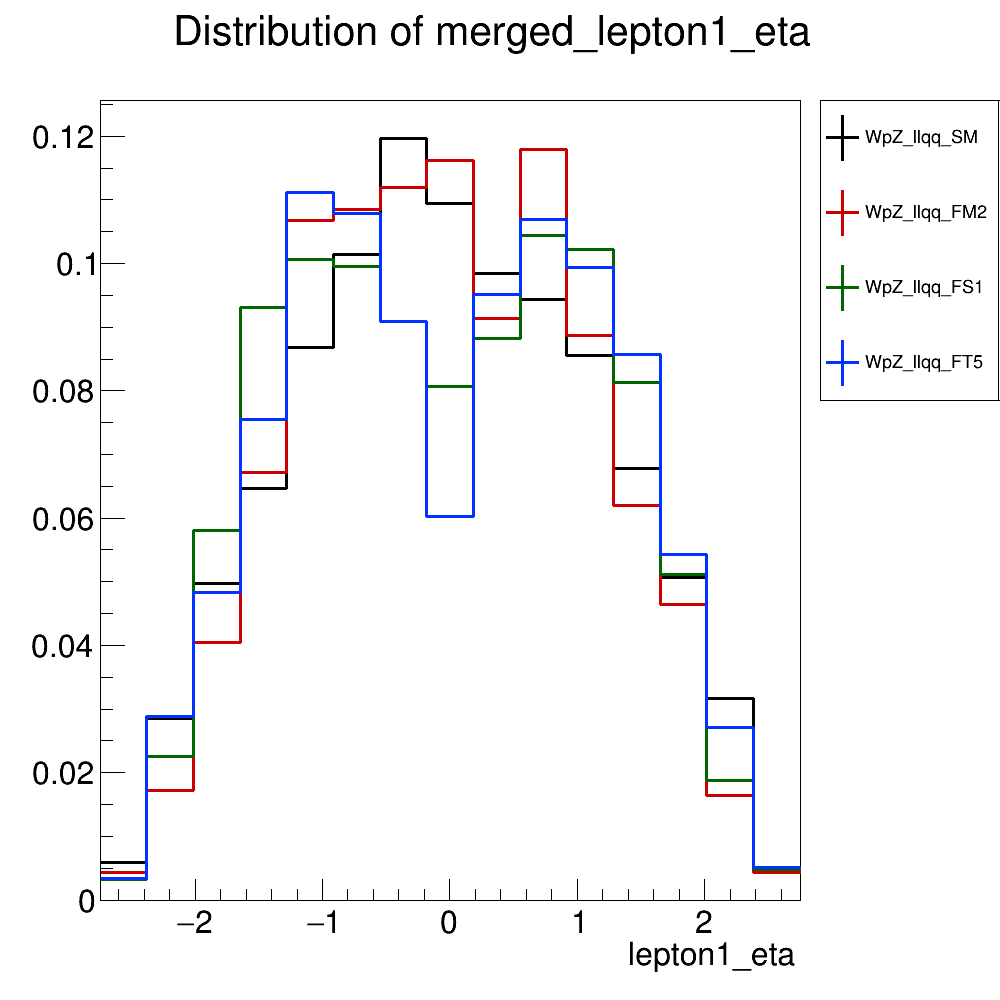 Distribution of merged_lepton1_eta
0.12
0.1
0.08
0.06
0.04
0.02
0
−2
−1
0
1
2
lepton1_eta
WpZ_llqq_SM
WpZ_llqq_FM2
WpZ_llqq_FS1
WpZ_llqq_FT5